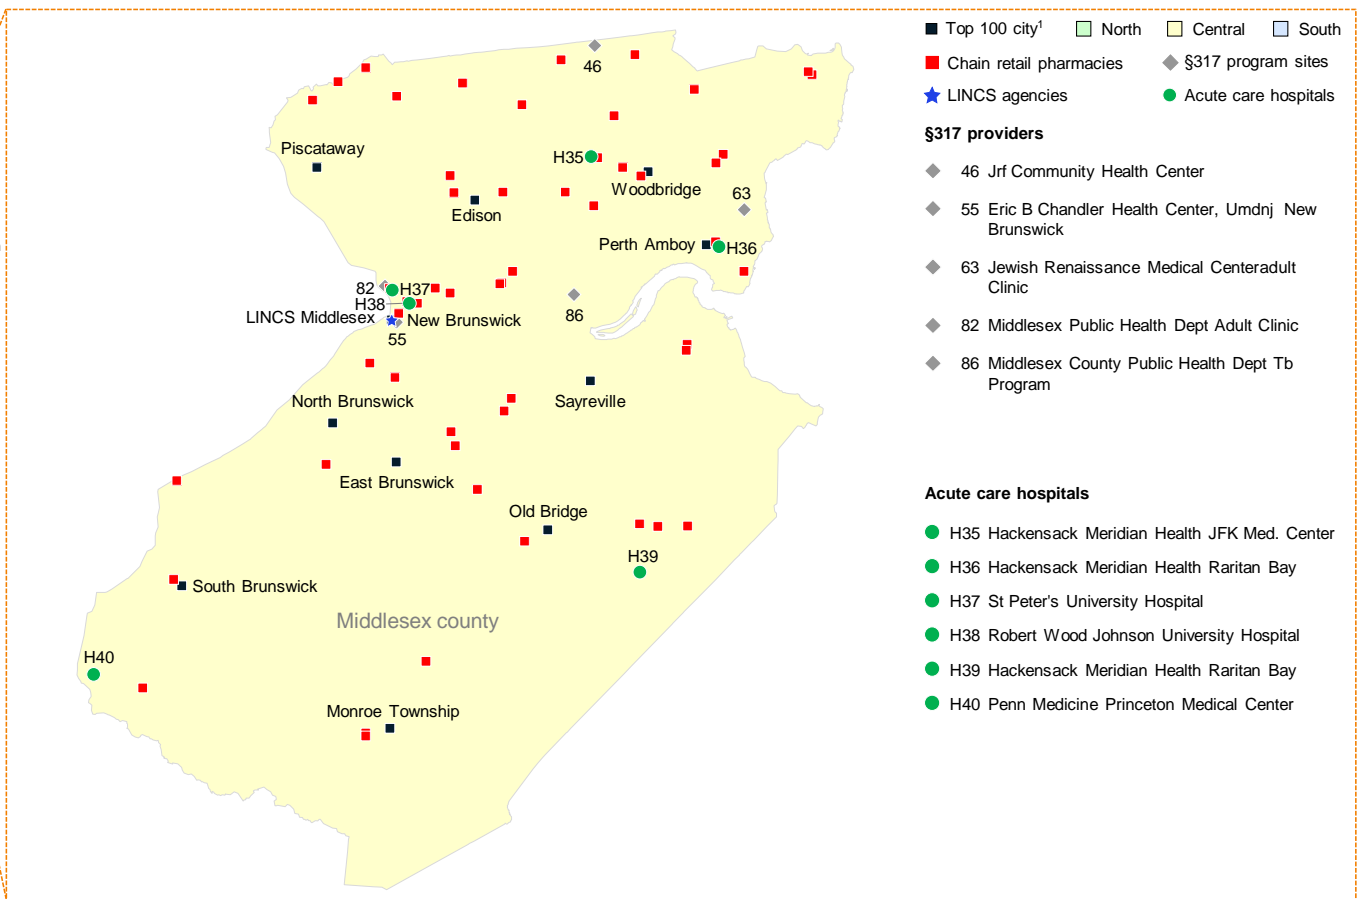 Top 100 city¹ North Central South
Chain retail pharmacies §317 program sites
LINCS agencies Acute care hospitals
§317 providers
46 Jrf Community Health Center
55 Eric B Chandler Health Center, Umdnj New
Brunswick
63 Jewish Renaissance Medical Centeradult
Clinic
82 Middlesex Public Health Dept Adult Clinic
86 Middlesex County Public Health Dept Tb
Program
Acute care hospitals
H35 Hackensack Meridian Health JFK Med. Center
H36 Hackensack Meridian Health Raritan Bay
H37 St Peter's University Hospital
H38 Robert Wood Johnson University Hospital
H39 Hackensack Meridian Health Raritan Bay
H40 Penn Medicine Princeton Medical Center
46
Piscataway
H35
Woodbridge
63
Edison
Perth Amboy
H36
82
H37
H38
LINCS Middlesex
New Brunswick
86
55
North Brunswick
Sayreville
East Brunswick
Old Bridge
H39
South Brunswick
Middlesex county
H40
Monroe Township